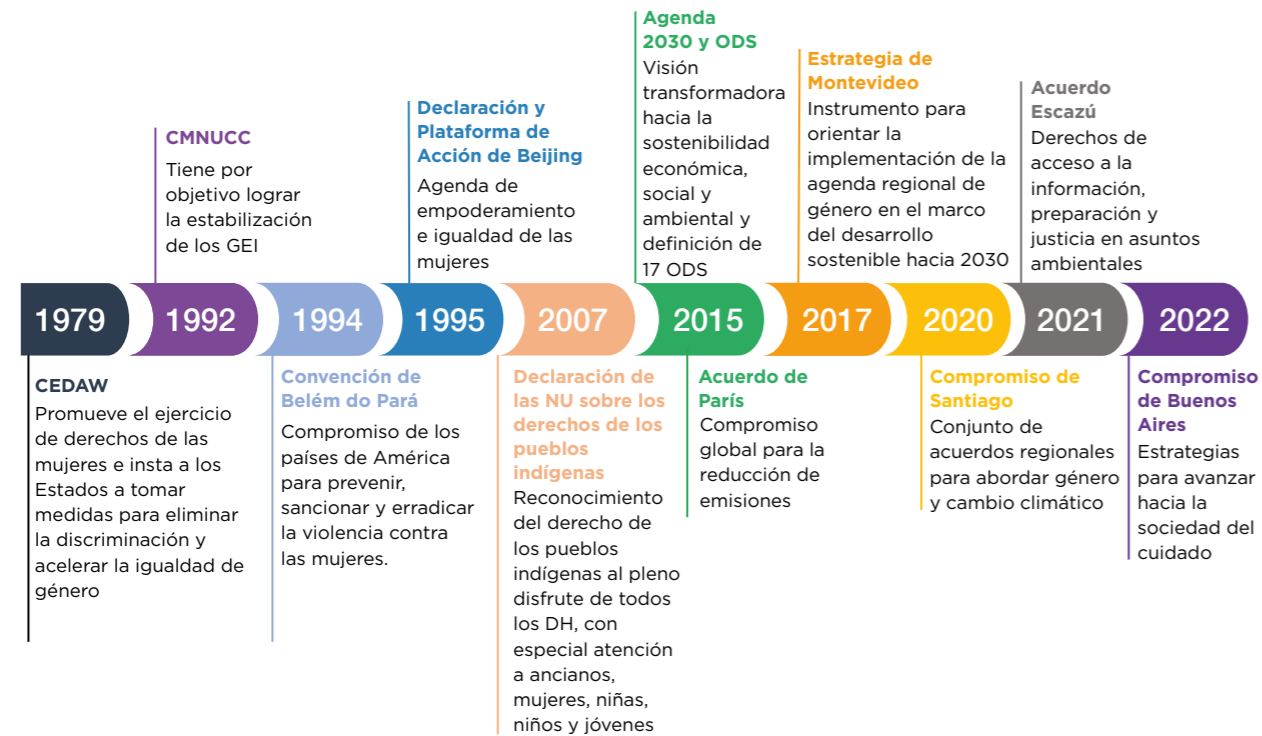 Agenda
2030 y ODS
Visión
transformadora
hacia la
sostenibilidad
económica,
social y
ambiental y
definición de
17 ODS
Estrategia de
Montevideo
Instrumento para
orientar la
implementación de la
agenda regional de
género en el marco
del desarrollo
sostenible hacia 2030
Acuerdo
Escazú
Derechos de
acceso a la
información,
preparación y
justicia en asuntos
ambientales
Declaración y
Plataforma de
Acción de Beijing
Agenda de
empoderamiento
e igualdad de las
mujeres
CMNUCC
Tiene por
objetivo lograr
la estabilización
de los GEI
1979 1992 1994 1995 2007 2015 2017 2020 2021 2022
CEDAW
Promueve el ejercicio
de derechos de las
mujeres e insta a los
Estados a tomar
medidas para eliminar
la discriminación y
acelerar la igualdad de
género
Convención de
Belém do Pará
Compromiso de los
países de América
para prevenir,
sancionar y erradicar
la violencia contra
las mujeres.
Declaración de
las NU sobre los
derechos de los
pueblos
indígenas
Reconocimiento
del derecho de
los pueblos
indígenas al pleno
disfrute de todos
los DH, con
especial atención
a ancianos,
mujeres, niñas,
niños y jóvenes
Acuerdo de
París
Compromiso
global para la
reducción de
emisiones
Compromiso de
Santiago
Conjunto de
acuerdos regionales
para abordar género
y cambio climático
Compromiso
de Buenos
Aires
Estrategias
para avanzar
hacia la
sociedad del
cuidado